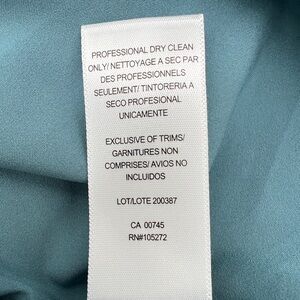 PROFESSIONAL DRY CLEAN
ONLY/ NETTOYAGE A SEC PAR
DES PROFESSIONNELS
SEULEMENT/ TINTORERIA A
SECO PROFESIONAL
UNICAMENTE
EXCLUSIVE OF TRIMS/
GARNITURES NON
COMPRISES/ AVIOS NO
INCLUIDOS
LOT/LOTE 200387
CA 00745
RN#105272